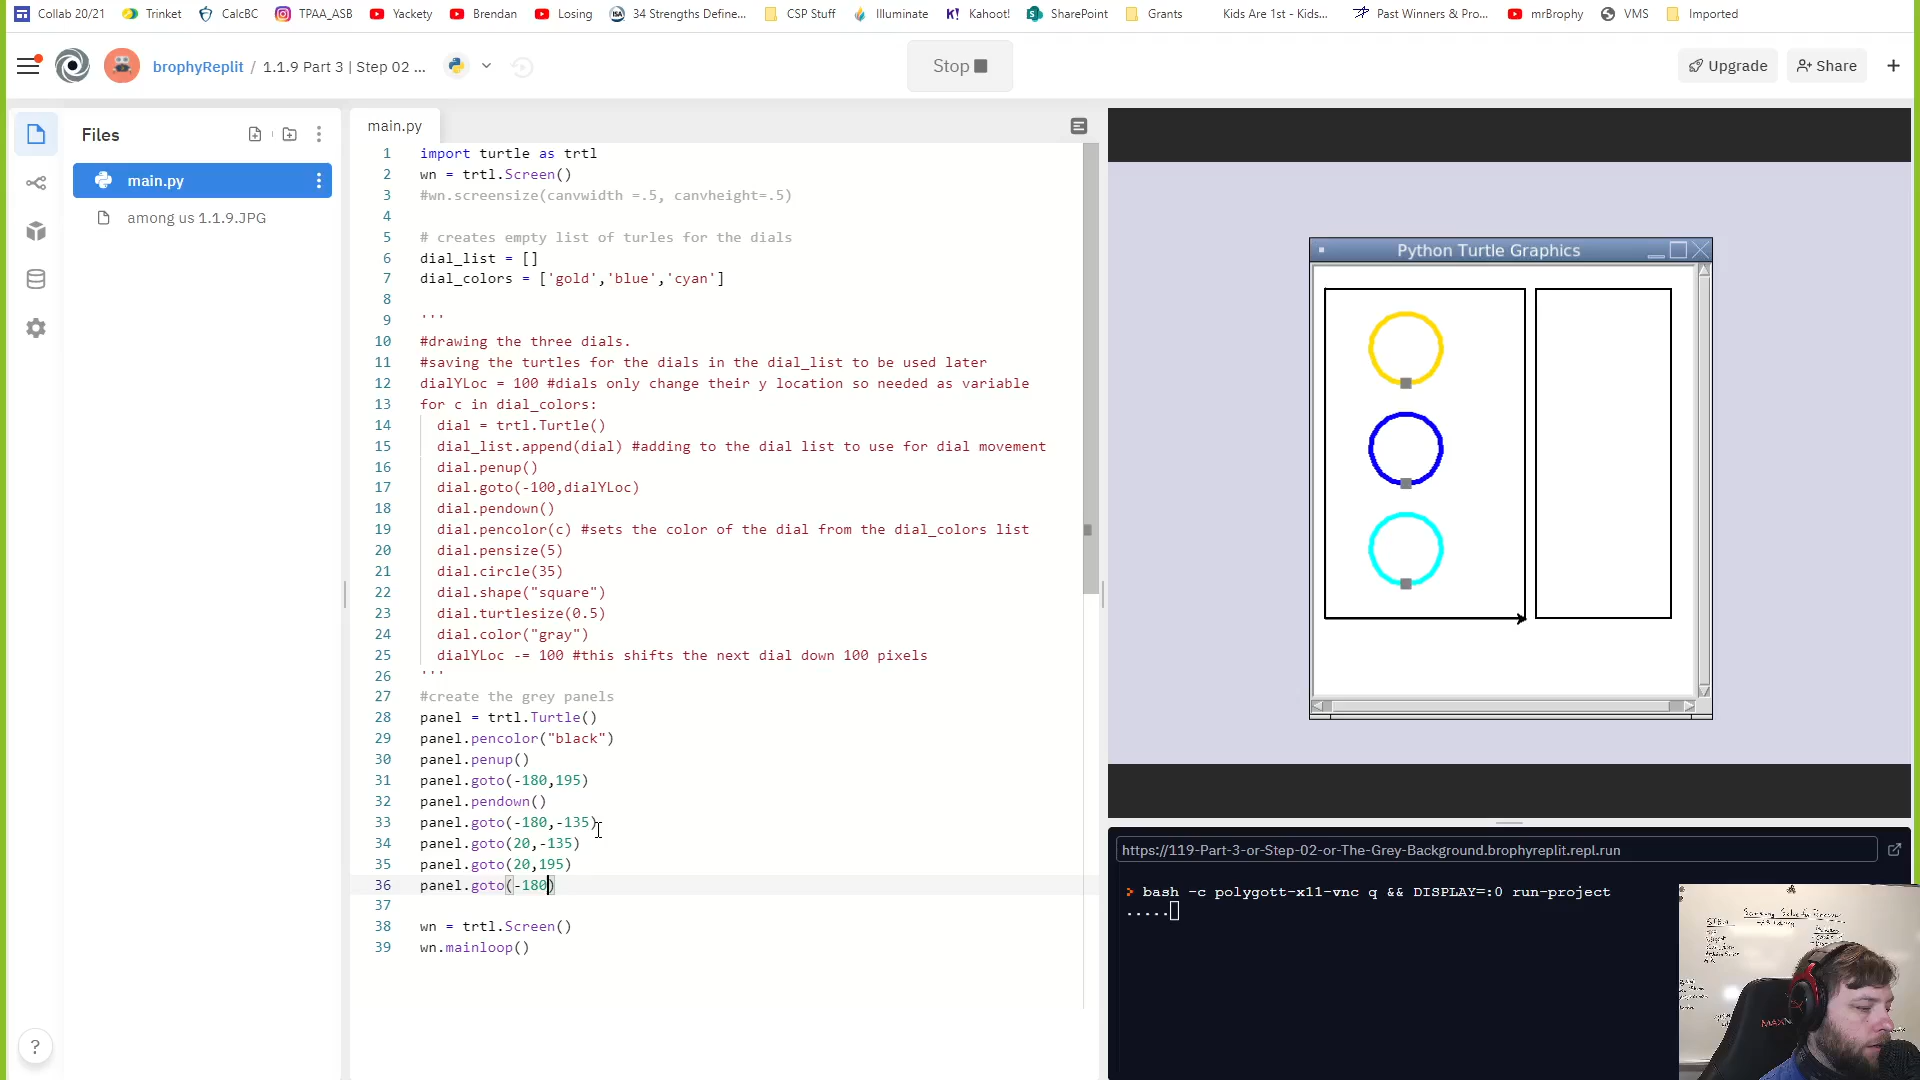 Collab 20/21 Trinket CalcBC TPAA_ASB Yackety Brendan Losing 34 Strengths Define... CSP Stuff Illuminate Kahoot! SharePoint Grants Kids Are 1st - Kids... Past Winners & Pro... mrBrophy VMS Imported
brophyReplit / 1.1.9 Part 3 | Step 02 ... Stop Upgrade Share
Files
main.py
among us 1.1.9.JPG
main.py
1 import turtle as trtl
2 wn = trtl.Screen()
3 #wn.screensize(canvwidth =.5, canvheight=.5)
4
5 # creates empty list of turles for the dials
6 dial_list = []
7 dial_colors = ['gold','blue','cyan']
8
9 '''
10 #drawing the three dials.
11 #saving the turtles for the dials in the dial_list to be used later
12 dialYLoc = 100 #dials only change their y location so needed as variable
13 for c in dial_colors:
14 dial = trtl.Turtle()
15 dial_list.append(dial) #adding to the dial list to use for dial movement
16 dial.penup()
17 dial.goto(-100,dialYLoc)
18 dial.pendown()
19 dial.pencolor(c) #sets the color of the dial from the dial_colors list
20 dial.pensize(5)
21 dial.circle(35)
22 dial.shape("square")
23 dial.turtlesize(0.5)
24 dial.color("gray")
25 dialYLoc -= 100 #this shifts the next dial down 100 pixels
26 '''
27 #create the grey panels
28 panel = trtl.Turtle()
29 panel.pencolor("black")
30 panel.penup()
31 panel.goto(-180,195)
32 panel.pendown()
33 panel.goto(-180,-135)
34 panel.goto(20,-135)
35 panel.goto(20,195)
36 panel.goto(-180)
37
38 wn = trtl.Screen()
39 wn.mainloop()
Python Turtle Graphics
https://119-Part-3-or-Step-02-or-The-Grey-Background.brophyreplit.repl.run
> bash -c polygott-x11-vnc q && DISPLAY=:0 run-project
.....
?